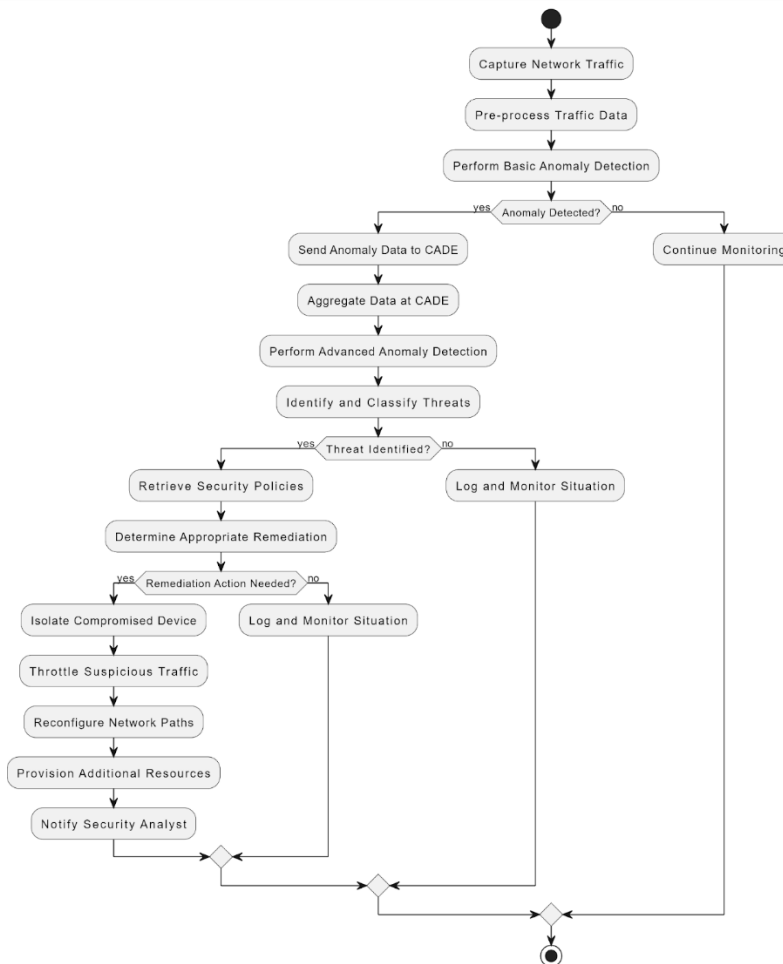 Capture Network Traffic
Pre-process Traffic Data
Perform Basic Anomaly Detection
yes
Anomaly Detected?
no
Send Anomaly Data to CADE
Continue Monitoring
Aggregate Data at CADE
Perform Advanced Anomaly Detection
Identify and Classify Threats
yes
Threat Identified?
no
Retrieve Security Policies
Log and Monitor Situation
Determine Appropriate Remediation
yes
Remediation Action Needed?
no
Isolate Compromised Device
Log and Monitor Situation
Throttle Suspicious Traffic
Reconfigure Network Paths
Provision Additional Resources
Notify Security Analyst